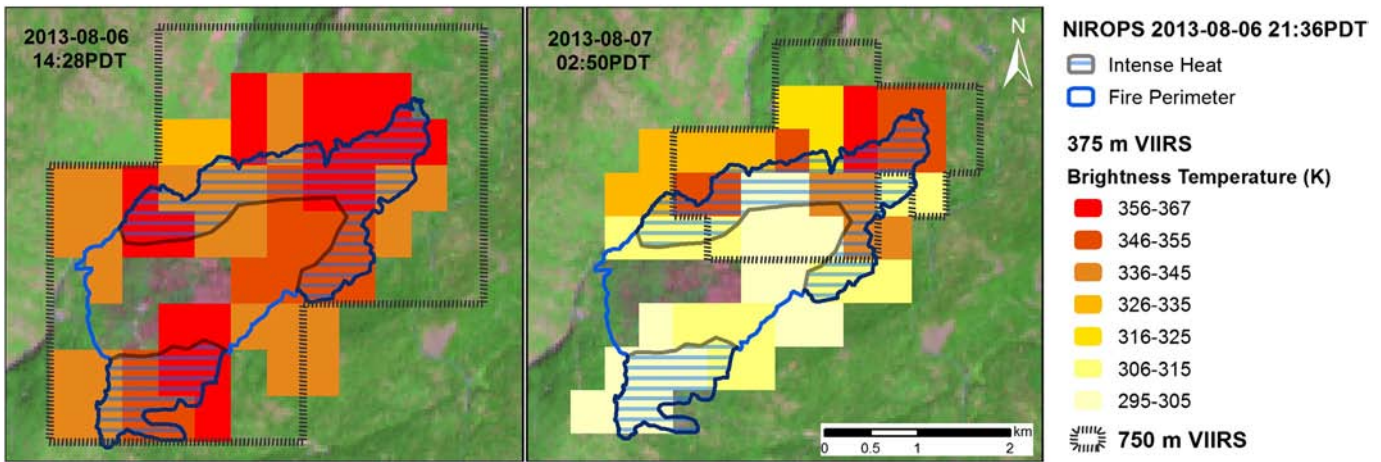 2013-08-06
14:28PDT
2013-08-07
02:50PDT
N
0 0.5 1 2
km
NIROPS 2013-08-06 21:36PDT
Intense Heat
Fire Perimeter
375 m VIIRS
Brightness Temperature (K)
356-367
346-355
336-345
326-335
316-325
306-315
295-305
750 m VIIRS